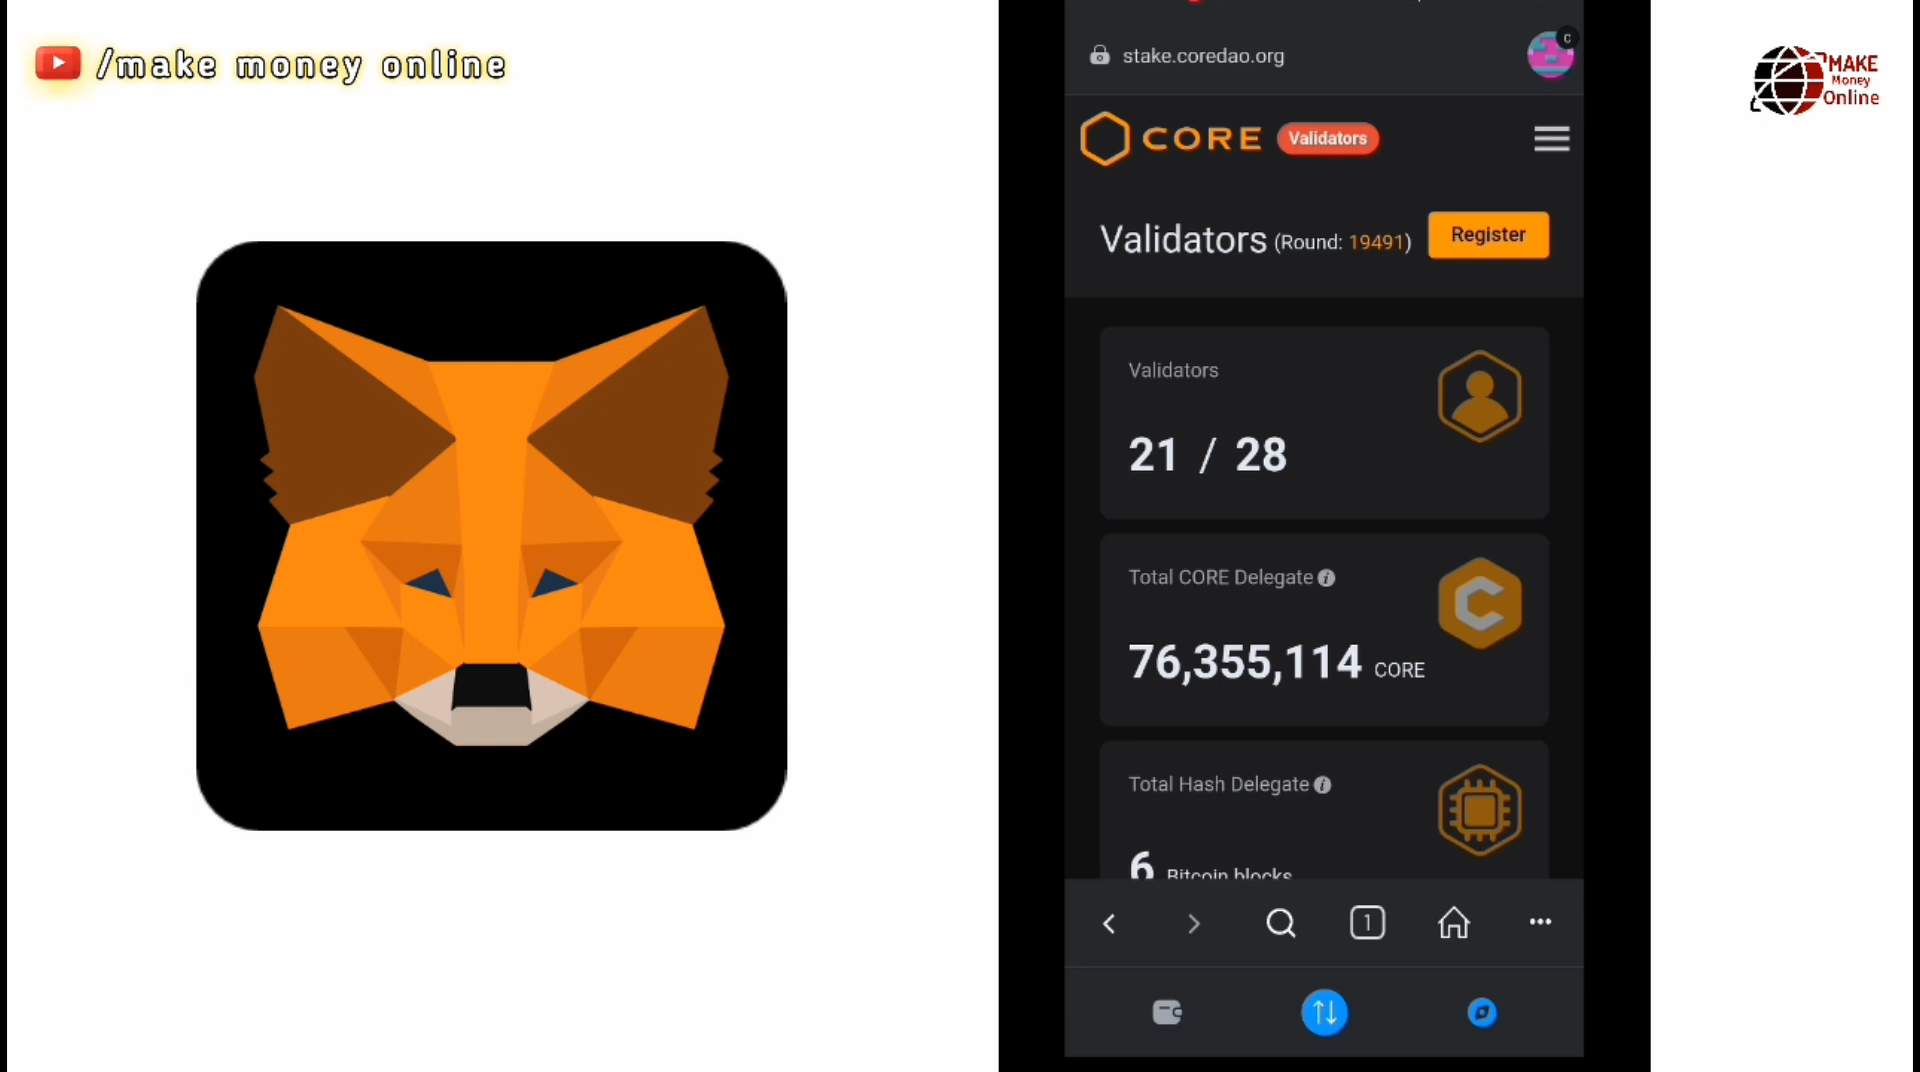 /make money online
MAKE
Money
Online
stake.coredao.org
C
CORE Validators
Validators (Round: 19491) Register
Validators
21 / 28
Total CORE Delegate
76,355,114 CORE
Total Hash Delegate
6 Bitcoin blocks
1